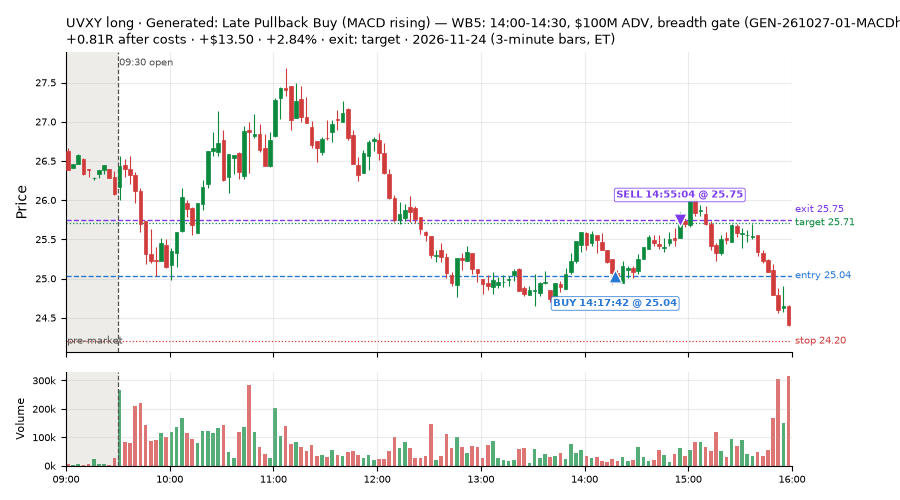 UVXY long · Generated: Late Pullback Buy (MACD rising) — WB5: 14:00-14:30, $100M ADV, breadth gate (GEN-261027-01-MACDh
+0.81R after costs · +$13.50 · +2.84% · exit: target · 2026-11-24 (3-minute bars, ET)
09:30 open
27.5
27.0
26.5
26.0
25.5
25.0
24.5
Price
SELL 14:55:04 @ 25.75
exit 25.75
target 25.71
entry 25.04
BUY 14:17:42 @ 25.04
pre-market
stop 24.20
300k
200k
100k
0k
Volume
09:00
10:00
11:00
12:00
13:00
14:00
15:00
16:00